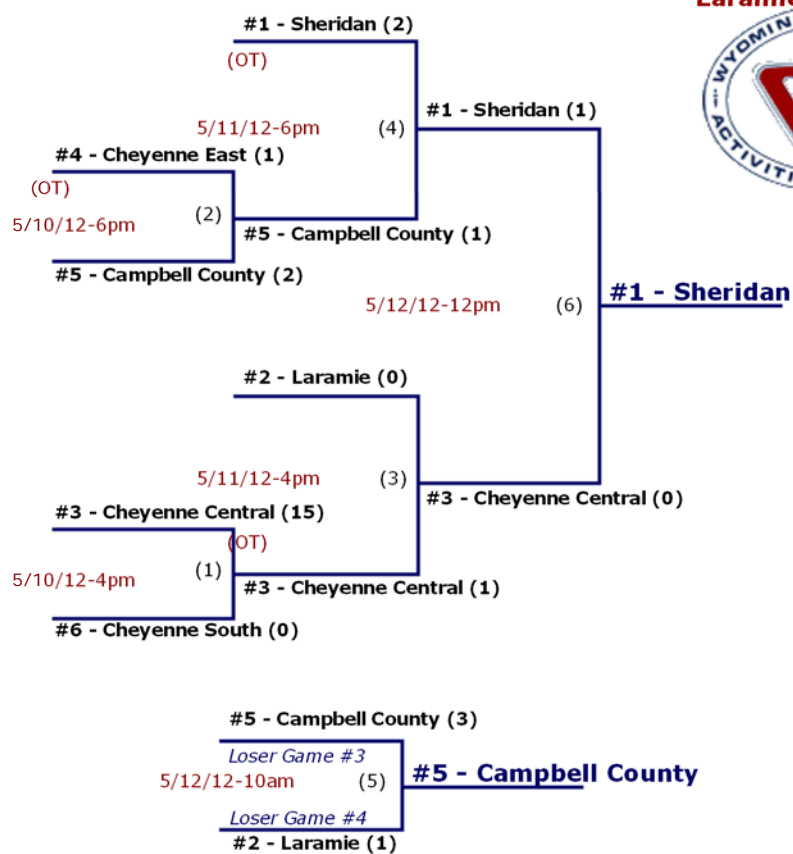 Laramie
WYOMIN
ACTIVITI
#1 - Sheridan (2)
(OT)
5/11/12-6pm
(4)
#1 - Sheridan (1)
#4 - Cheyenne East (1)
(OT)
5/10/12-6pm
(2)
#5 - Campbell County (1)
#5 - Campbell County (2)
5/12/12-12pm
(6)
#1 - Sheridan
#2 - Laramie (0)
5/11/12-4pm
(3)
#3 - Cheyenne Central (0)
#3 - Cheyenne Central (15)
(OT)
5/10/12-4pm
(1)
#3 - Cheyenne Central (1)
#6 - Cheyenne South (0)
#5 - Campbell County (3)
Loser Game #3
5/12/12-10am
(5)
#5 - Campbell County
Loser Game #4
#2 - Laramie (1)